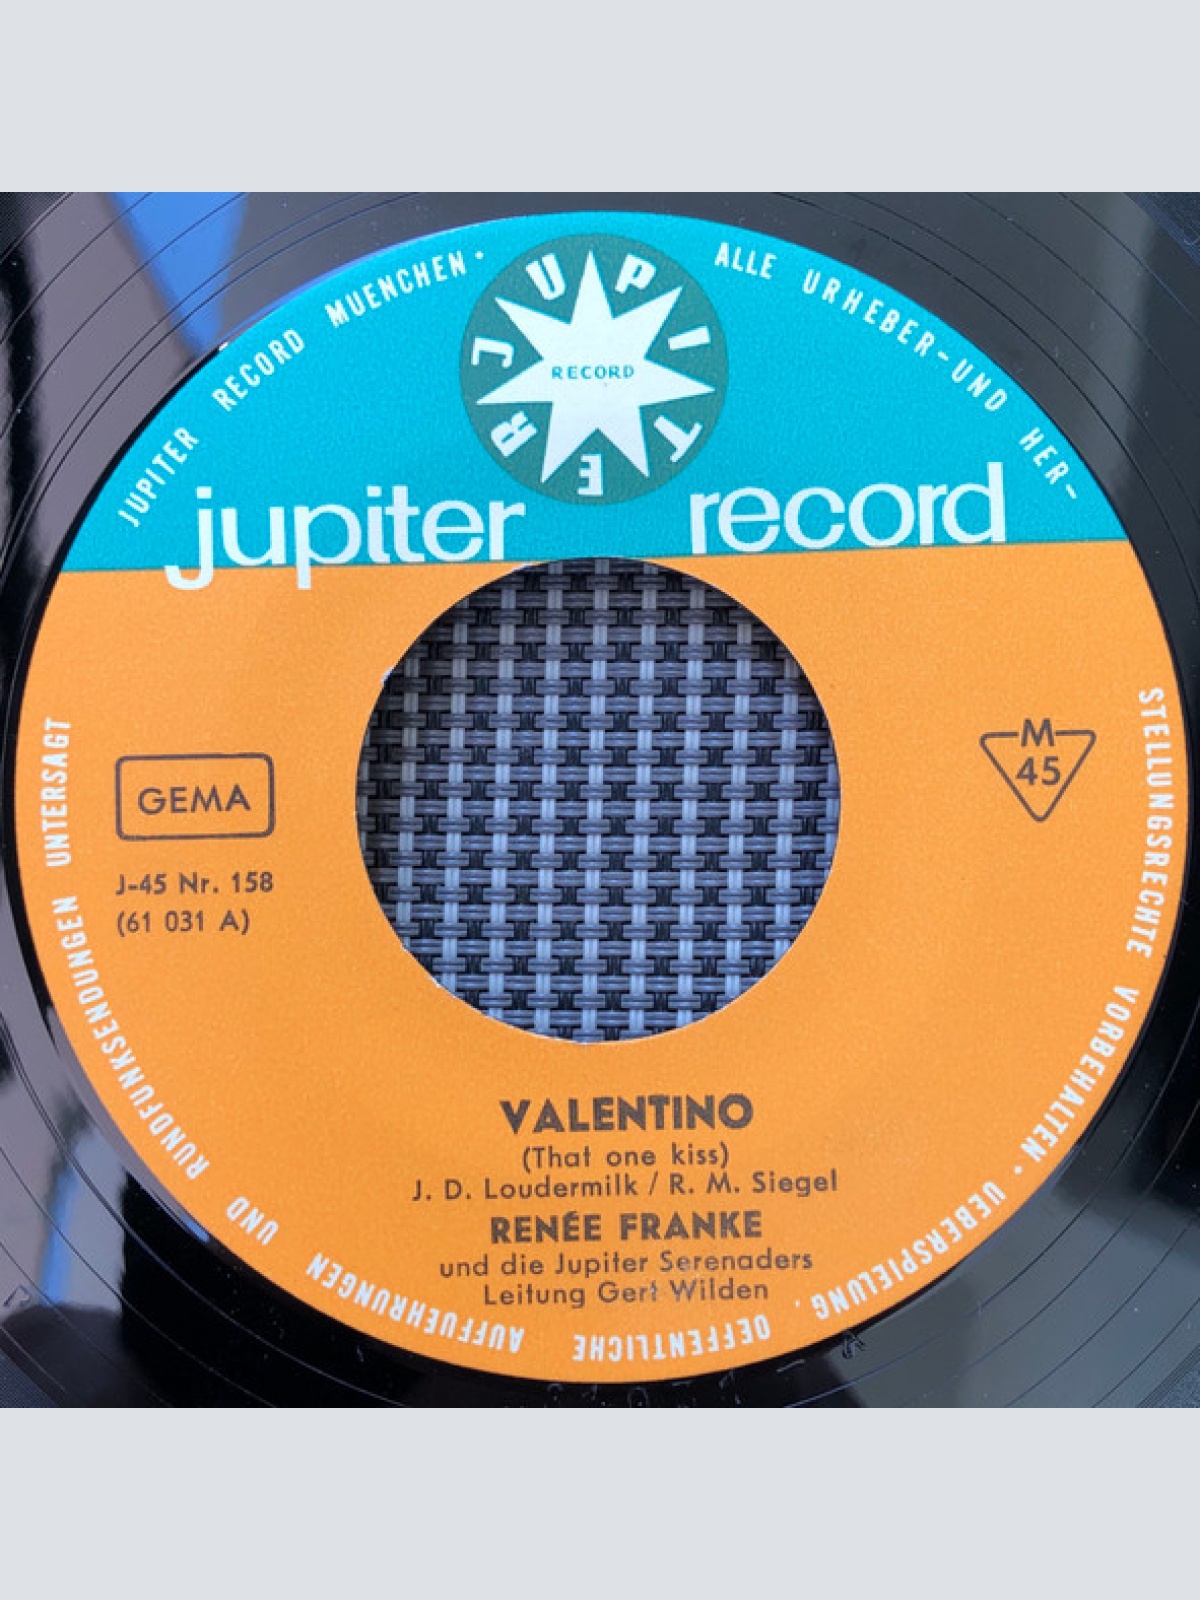 JUPITER RECORD MUENCHEN · ALLE URHEBER-UND HER-
STELLUNGSRECHTE VORBEHALTEN · UEBERSPIELUNG, OEFFENTLICHE AUFFUEHRUNGEN UND RUNDFUNKSENDUNGEN UNTERSAGT
JUPITER
RECORD
jupiter record
M
45
GEMA
J-45 Nr. 158
(61 031 A)
VALENTINO
(That one kiss)
J. D. Loudermilk / R. M. Siegel
RENÉE FRANKE
und die Jupiter Serenaders
Leitung Gert Wilden